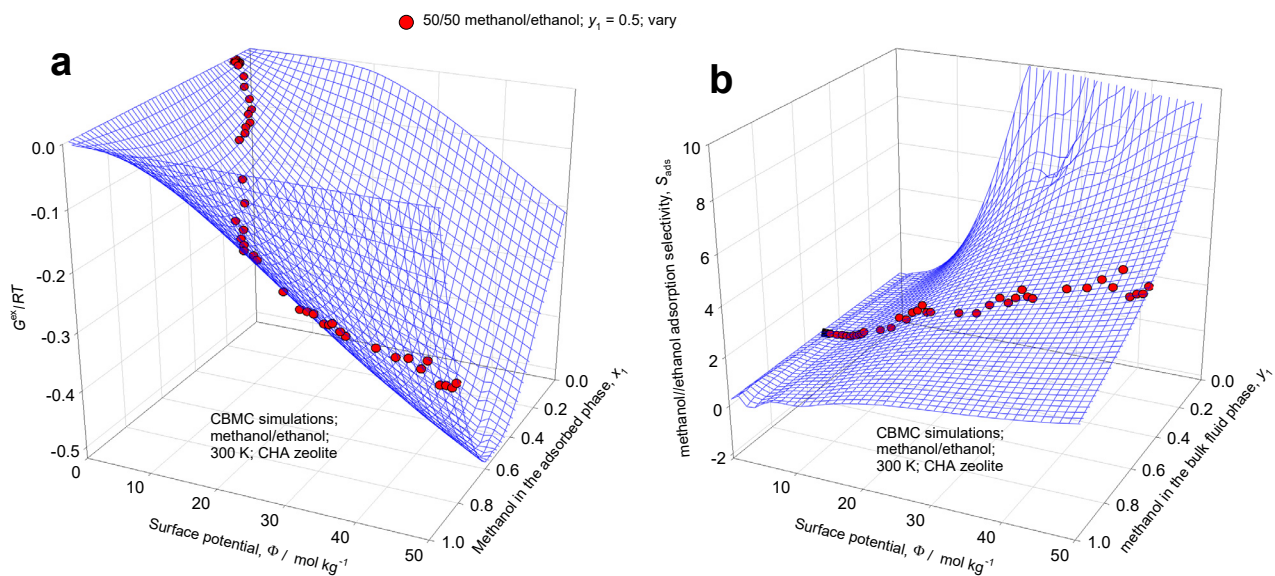 50/50 methanol/ethanol; y1 = 0.5; vary
a
0.0
-0.1
-0.2
-0.3
-0.4
-0.5
G^ex/RT
0
10
20
30
40
50
Surface potential, Φ / mol kg^-1
0.0
0.2
0.4
0.6
0.8
1.0
Methanol in the adsorbed phase, x1
CBMC simulations;
methanol/ethanol;
300 K; CHA zeolite
b
10
8
6
4
2
0
-2
methanol//ethanol adsorption selectivity, S_ads
10
20
30
40
50
Surface potential, Φ / mol kg^-1
0.0
0.2
0.4
0.6
0.8
1.0
methanol in the bulk fluid phase, y1
CBMC simulations;
methanol/ethanol;
300 K; CHA zeolite